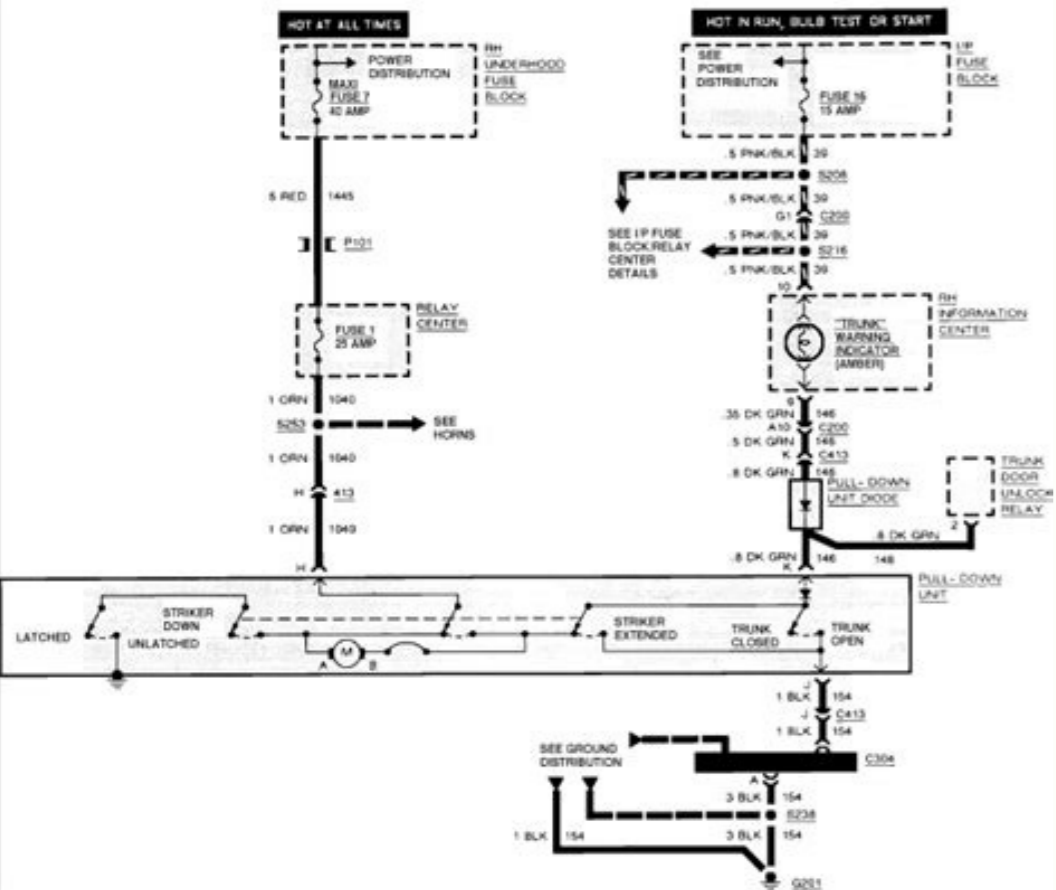 HOT AT ALL TIMES
HOT IN RUN, BULB TEST OR START
POWER
DISTRIBUTION
MAXI
FUSE 7
40 AMP
RH
UNDERHOOD
FUSE
BLOCK
SEE
POWER
DISTRIBUTION
FUSE 16
15 AMP
I/P
FUSE
BLOCK
.5 PNK/BLK 39
S208
5 RED 1445
.5 PNK/BLK 39
G1 C200
P101
SEE I/P FUSE
BLOCK/RELAY
CENTER
DETAILS
.5 PNK/BLK 39
S216
.5 PNK/BLK 39
10
FUSE 1
25 AMP
RELAY
CENTER
"TRUNK"
WARNING
INDICATOR
(AMBER)
RH
INFORMATION
CENTER
1 ORN 1040
S253
SEE
HORNS
1 ORN 1040
H 413
1 ORN 1040
H
9
.35 DK GRN 146
A10 C200
.5 DK GRN 146
K C413
.8 DK GRN 146
PULL- DOWN
UNIT DIODE
TRUNK
DOOR
UNLOCK
RELAY
2
.8 DK GRN
146
.8 DK GRN 146
K
PULL- DOWN
UNIT
LATCHED
UNLATCHED
STRIKER
DOWN
A M B
STRIKER
EXTENDED
TRUNK
CLOSED
TRUNK
OPEN
J
1 BLK 154
J C413
1 BLK 154
SEE GROUND
DISTRIBUTION
C304
A
3 BLK 154
S238
1 BLK 154
3 BLK 154
G201